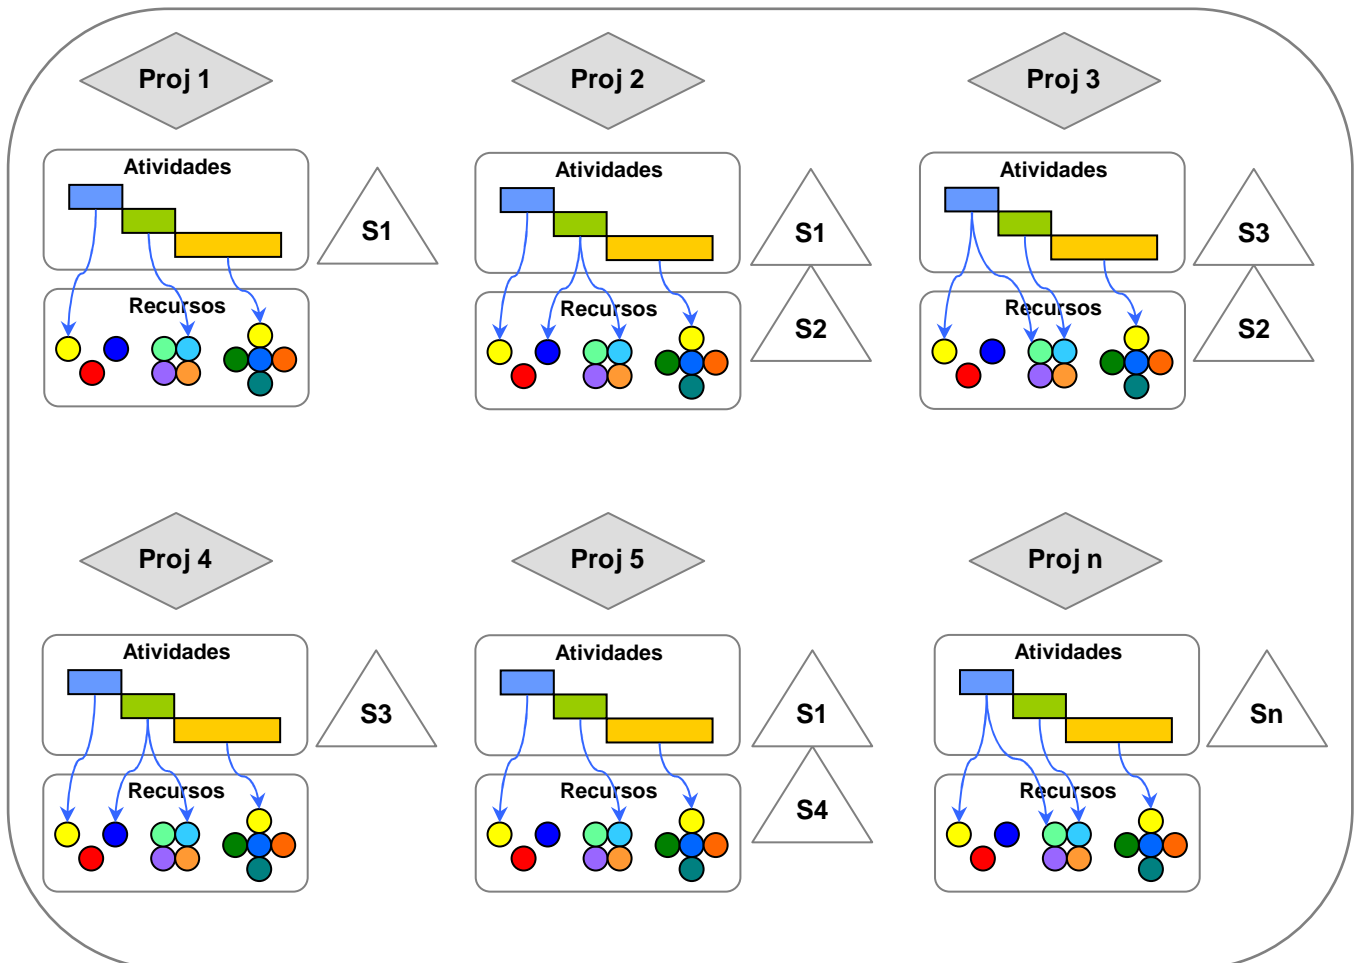 Proj 1
Proj 2
Proj 3
Atividades
S1
Recursos
Atividades
S1
S2
Recursos
Atividades
S3
S2
Recursos
Proj 4
Proj 5
Proj n
Atividades
S3
Recursos
Atividades
S1
S4
Recursos
Atividades
Sn
Recursos